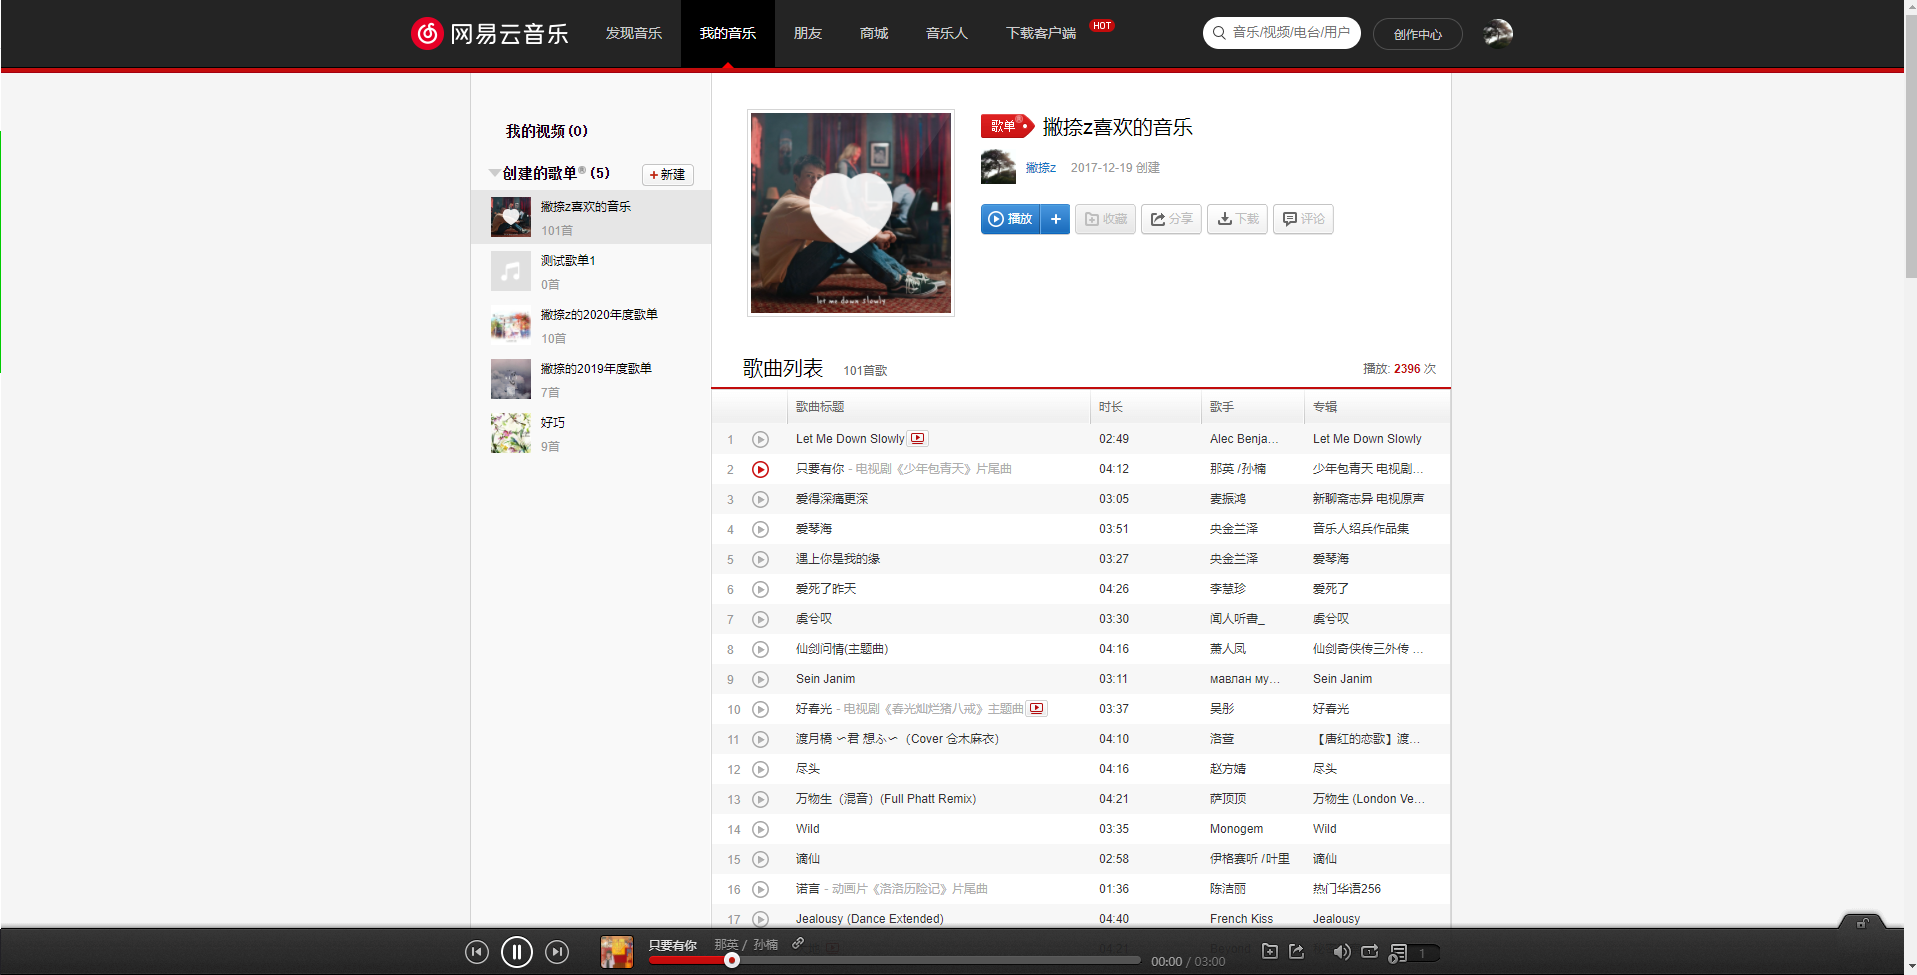 网易云音乐
发现音乐 我的音乐 朋友 商城 音乐人 下载客户端 HOT
音乐/视频/电台/用户 创作中心
我的视频(0)
创建的歌单 (5) +新建
撇捺z喜欢的音乐
101首
测试歌单1
0首
撇捺z的2020年度歌单
10首
撇捺的2019年度歌单
7首
好巧
9首
let me down slowly
歌单 撇捺z喜欢的音乐
撇捺z 2017-12-19 创建
播放 + 收藏 分享 下载 评论
歌曲列表 101首歌 播放: 2396 次
歌曲标题 时长 歌手 专辑
1 Let Me Down Slowly 02:49 Alec Benja... Let Me Down Slowly
2 只要有你 - 电视剧《少年包青天》片尾曲 04:12 那英 /孙楠 少年包青天 电视剧...
3 爱得深痛更深 03:05 麦振鸿 新聊斋志异 电视原声
4 爱琴海 03:51 央金兰泽 音乐人绍兵作品集
5 遇上你是我的缘 03:27 央金兰泽 爱琴海
6 爱死了昨天 04:26 李慧珍 爱死了
7 虞兮叹 03:30 闻人听書_ 虞兮叹
8 仙剑问情(主题曲) 04:16 萧人凤 仙剑奇侠传三外传 ...
9 Sein Janim 03:11 мавлан му... Sein Janim
10 好春光 - 电视剧《春光灿烂猪八戒》主题曲 03:37 吴彤 好春光
11 渡月橋 ～君 想ふ～（Cover 仓木麻衣） 04:10 洛萱 【唐红的恋歌】渡...
12 尽头 04:16 赵方婧 尽头
13 万物生（混音）(Full Phatt Remix) 04:21 萨顶顶 万物生 (London Ve...
14 Wild 03:35 Monogem Wild
15 谪仙 02:58 伊格赛听 /叶里 谪仙
16 诺言 - 动画片《洛洛历险记》片尾曲 01:36 陈洁丽 热门华语256
17 Jealousy (Dance Extended) 04:40 French Kiss Jealousy
只要有你 那英 / 孙楠
00:00 / 03:00 1